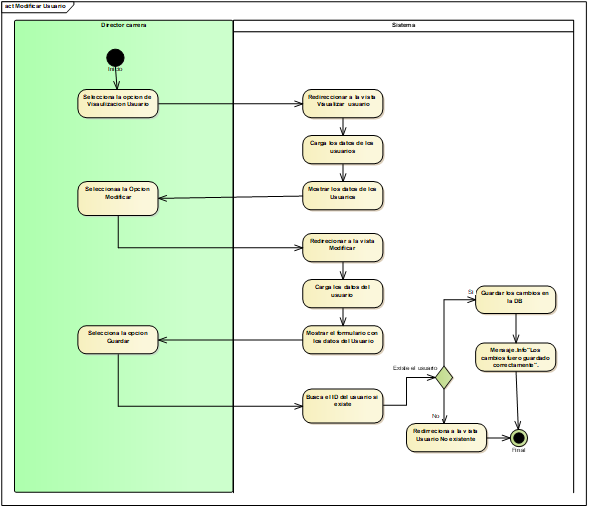 act Modificar Usuario
Director carrera
Sistema
Inicio
Selecciona la opcion de
Visualizacion Usuario
Redireccionar a la vista
Visualizar usuario
Carga los datos de los
usuarios
Mostrar los datos de los
Usuarios
Seleccionsa la Opcion
Modificar
Redirecionar a la vista
Modificar
Carga los datos del
usuario
Mostrar el formulario con
los datos del Usuario
Selecciona la opcion
Guardar
Busca el ID del usuario si
existe
Existe el usuario
Si
Guardar los cambios en
la DB
Mensaje.Info"Los
cambios fuero guardado
correctamente".
No
Redirreciona a la vista
Usuario No existente
Final